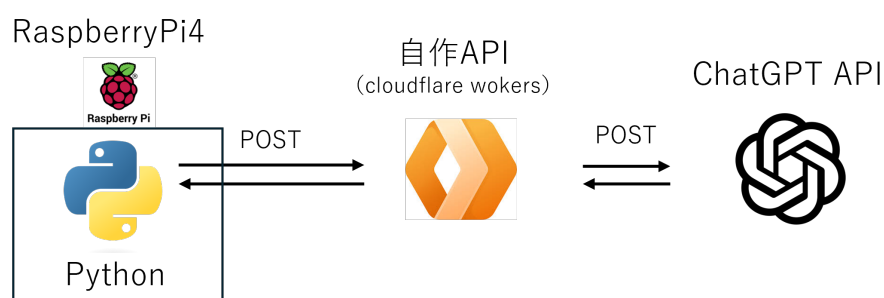 RaspberryPi4
Raspberry Pi
自作API
(cloudflare wokers)
ChatGPT API
POST
POST
Python